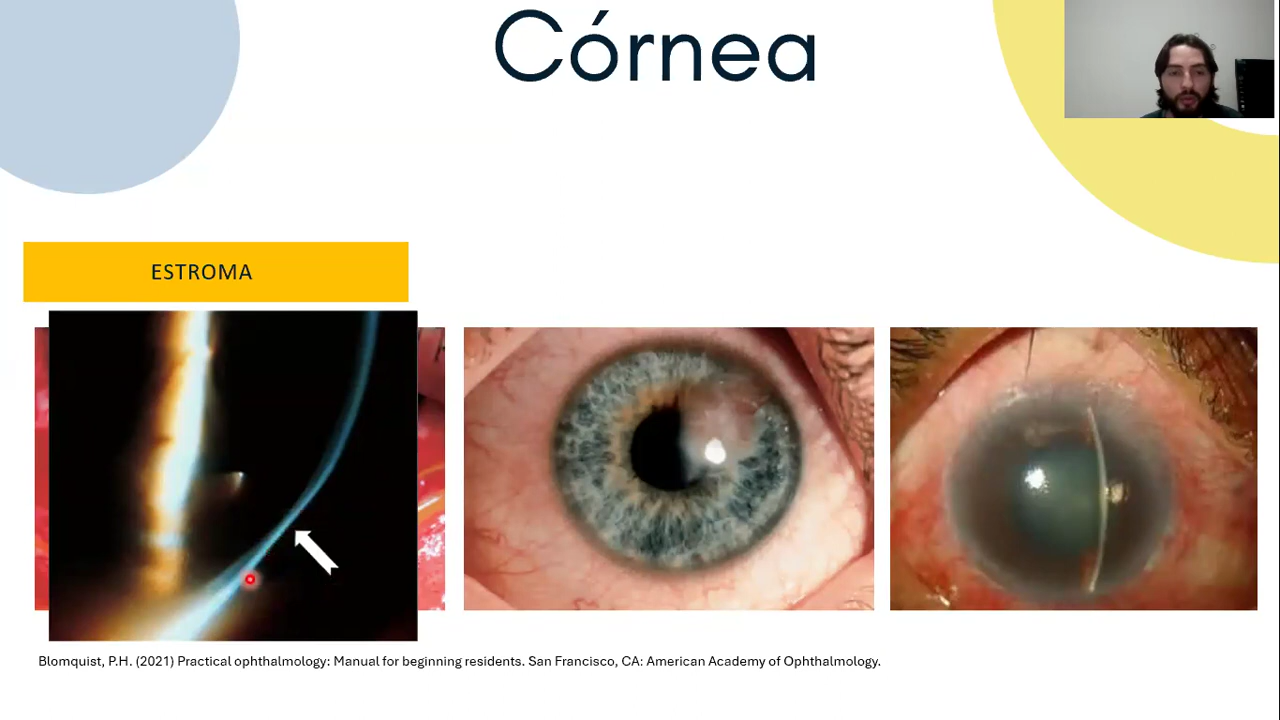 Córnea
ESTROMA
Blomquist, P.H. (2021) Practical ophthalmology: Manual for beginning residents. San Francisco, CA: American Academy of Ophthalmology.